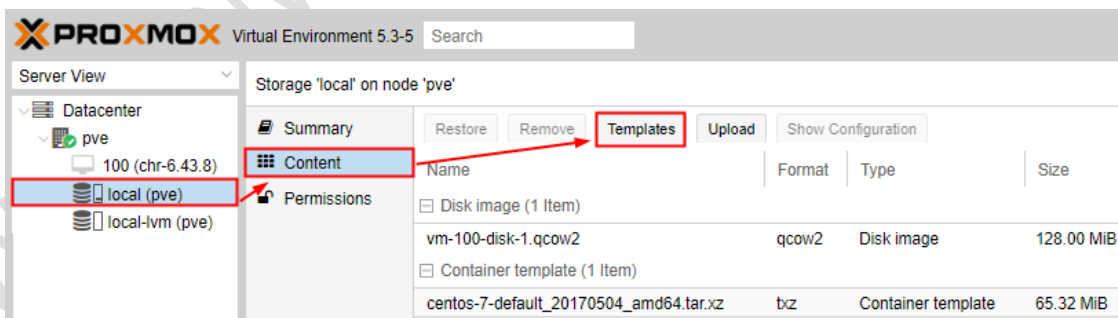 PROXMOX Virtual Environment 5.3-5 Search
Server View
Datacenter
pve
100 (chr-6.43.8)
local (pve)
local-lvm (pve)
Storage 'local' on node 'pve'
Summary
Content
Permissions
Restore Remove Templates Upload Show Configuration
Name Format Type Size
Disk image (1 Item)
vm-100-disk-1.qcow2 qcow2 Disk image 128.00 MiB
Container template (1 Item)
centos-7-default_20170504_amd64.tar.xz txz Container template 65.32 MiB